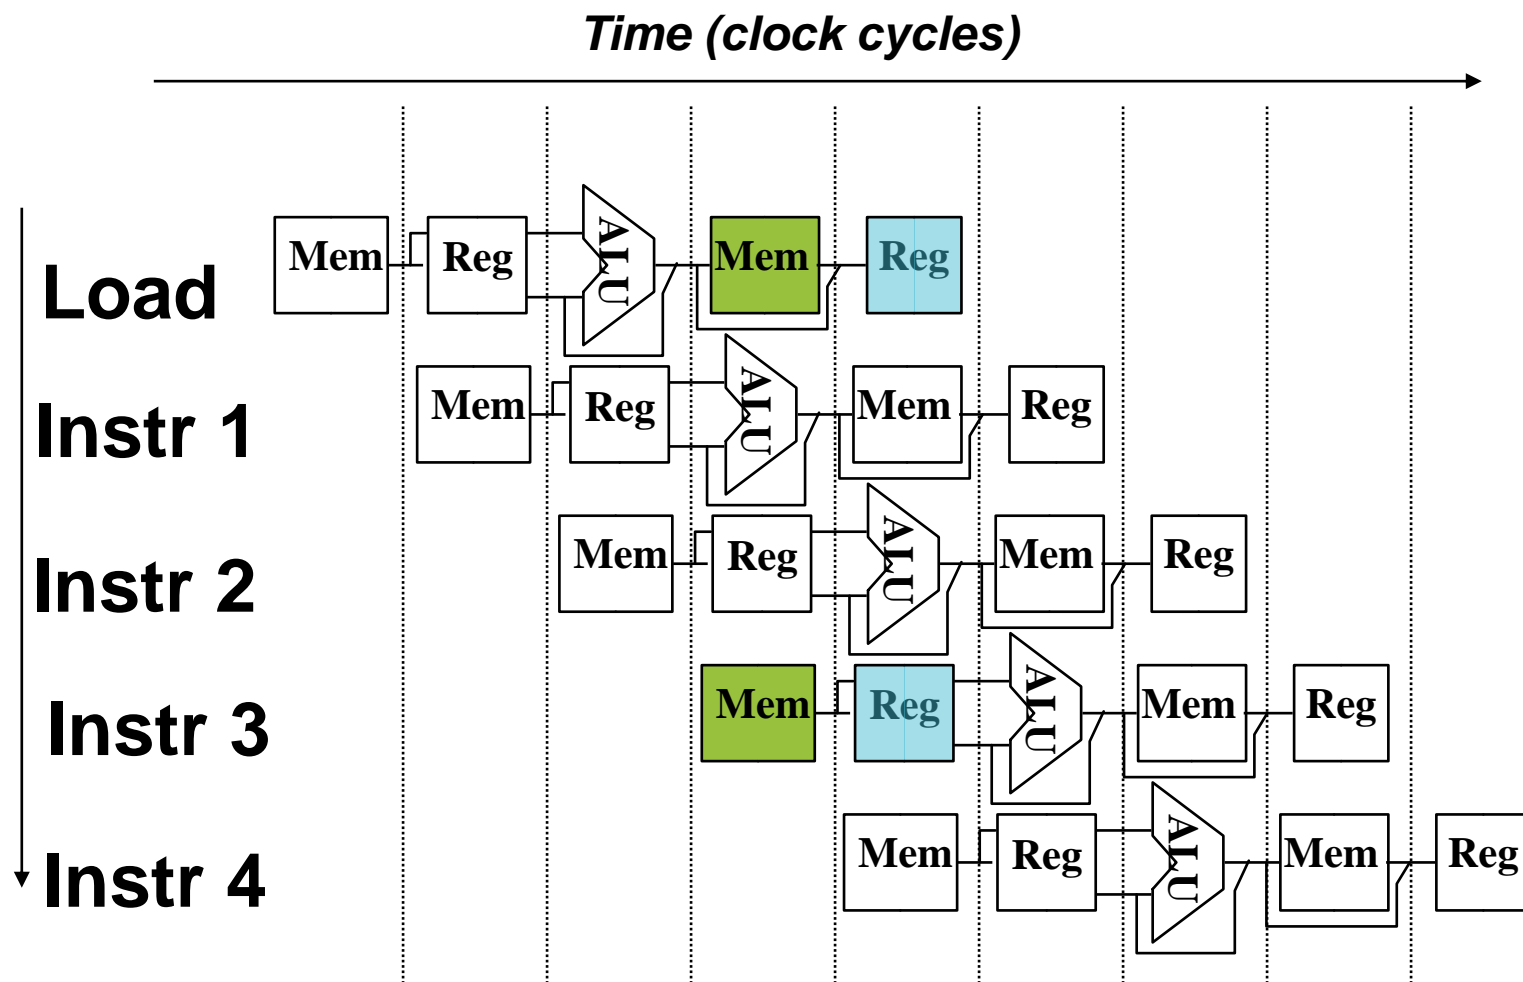 Time (clock cycles)
Load Mem Reg ALU Mem Reg
Instr 1 Mem Reg ALU Mem Reg
Instr 2 Mem Reg ALU Mem Reg
Instr 3 Mem Reg ALU Mem Reg
Instr 4 Mem Reg ALU Mem Reg